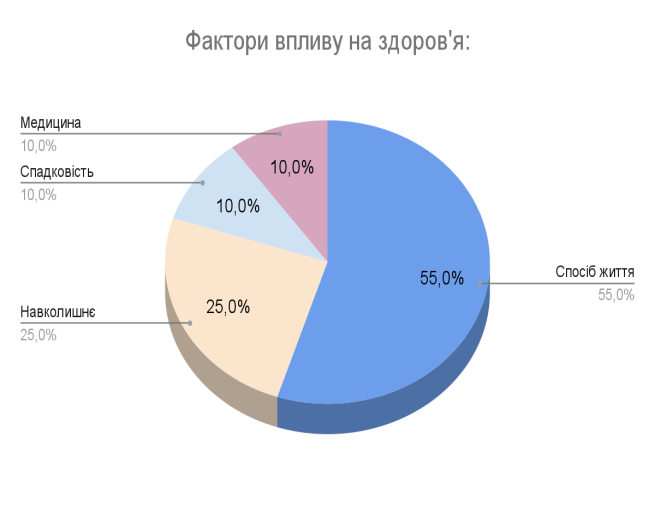 Фактори впливу на здоров'я:
Медицина
10,0%
Спадковість
10,0%
Навколишнє
25,0%
10,0%
10,0%
25,0%
55,0%
Спосіб життя
55,0%